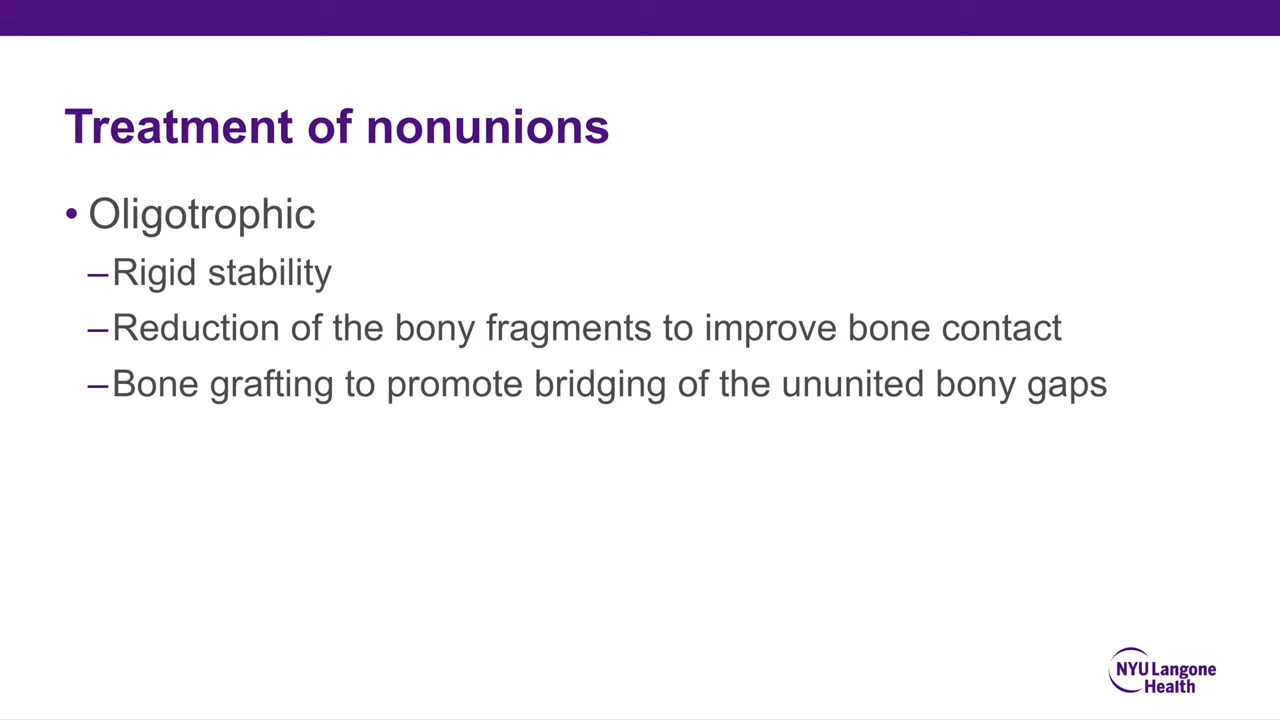 Treatment of nonunions
• Oligotrophic
–Rigid stability
–Reduction of the bony fragments to improve bone contact
–Bone grafting to promote bridging of the ununited bony gaps
NYU Langone
Health